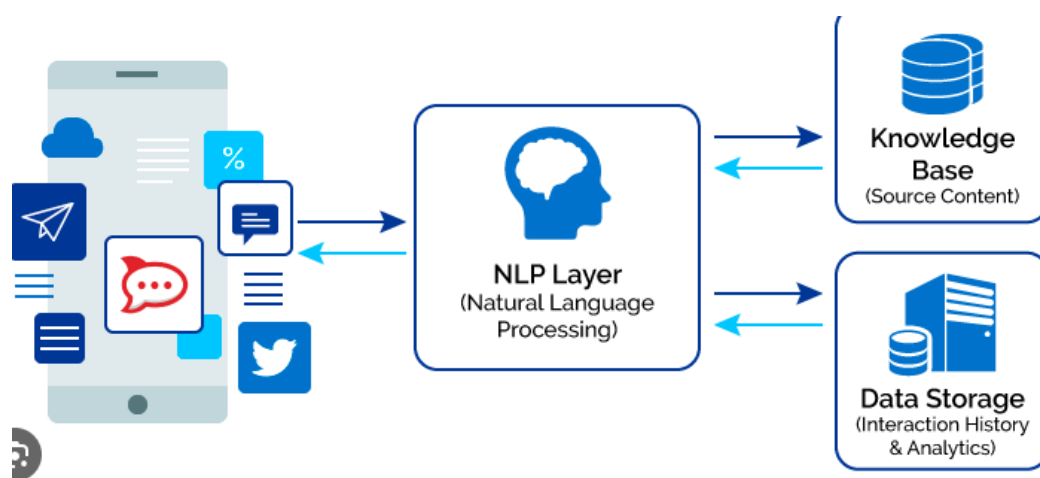 %
NLP Layer
(Natural Language
Processing)
Knowledge
Base
(Source Content)
Data Storage
(Interaction History
& Analytics)